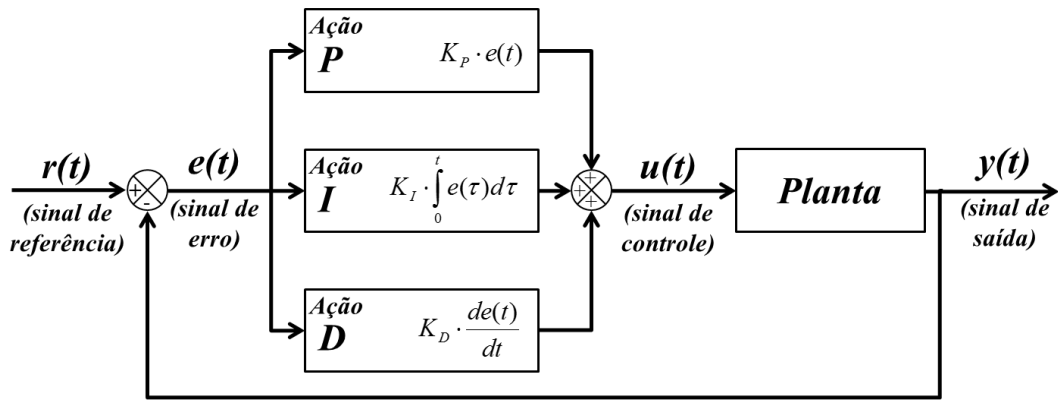 Ação
P
K_P · e(t)
r(t)
(sinal de
referência)
+
-
e(t)
(sinal de
erro)
Ação
I
K_I · ∫₀ᵗ e(τ)dτ
Ação
D
K_D · de(t)/dt
+
+
+
u(t)
(sinal de
controle)
Planta
y(t)
(sinal de
saída)